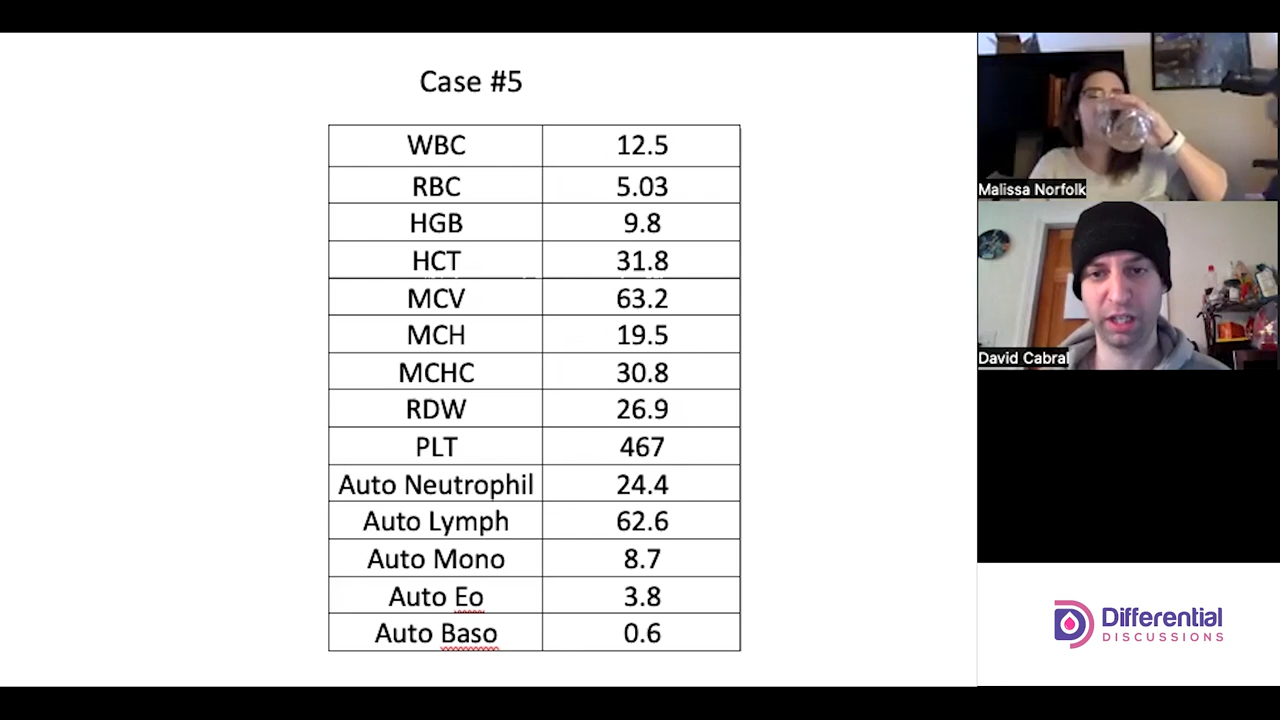 Case #5
WBC 12.5
RBC 5.03
HGB 9.8
HCT 31.8
MCV 63.2
MCH 19.5
MCHC 30.8
RDW 26.9
PLT 467
Auto Neutrophil 24.4
Auto Lymph 62.6
Auto Mono 8.7
Auto Eo 3.8
Auto Baso 0.6
Malissa Norfolk
David Cabral
Differential
DISCUSSIONS